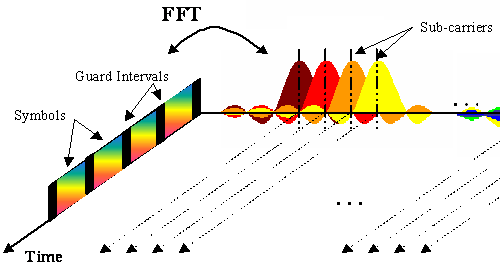 FFT
Sub-carriers
Guard Intervals
Symbols
...
...
Time